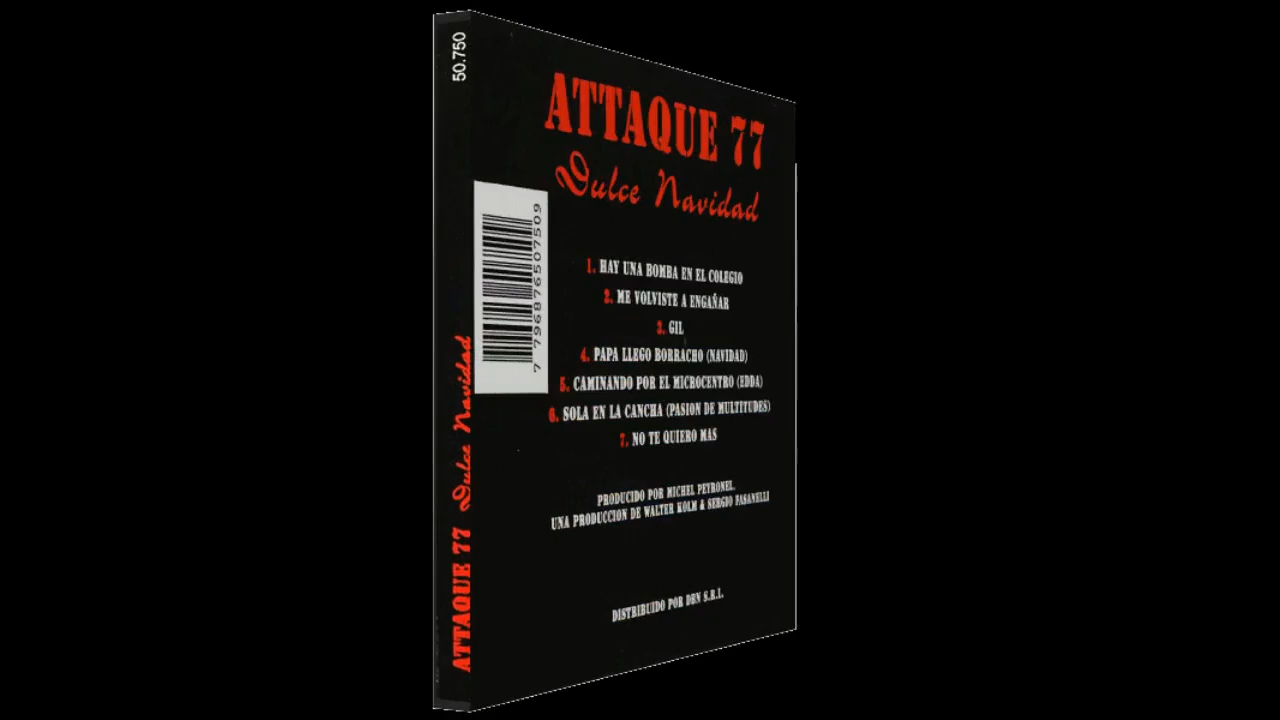 50.750
ATTAQUE 77 Dulce Navidad
ATTAQUE 77
Dulce Navidad
7 796876507509
1. HAY UNA BOMBA EN EL COLEGIO
2. ME VOLVISTE A ENGAÑAR
3. GIL
4. PAPA LLEGO BORRACHO (NAVIDAD)
5. CAMINANDO POR EL MICROCENTRO (EDDA)
6. SOLA EN LA CANCHA (PASION DE MULTITUDES)
7. NO TE QUIERO MAS
PRODUCIDO POR MICHEL PEYRONEL.
UNA PRODUCCION DE WALTER KOLM & SERGIO FASANELLI
DISTRIBUIDO POR DBN S.R.L.